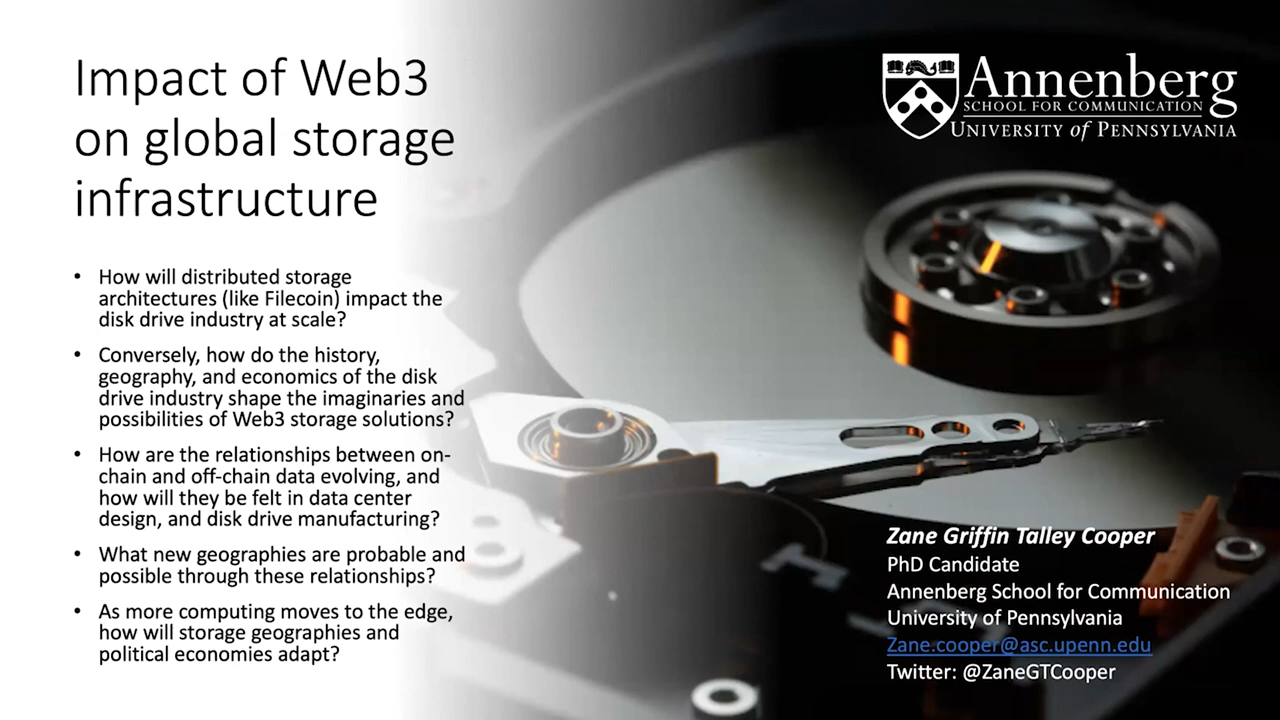 Impact of Web3
on global storage
infrastructure
• How will distributed storage
architectures (like Filecoin) impact the
disk drive industry at scale?
• Conversely, how do the history,
geography, and economics of the disk
drive industry shape the imaginaries and
possibilities of Web3 storage solutions?
• How are the relationships between on-
chain and off-chain data evolving, and
how will they be felt in data center
design, and disk drive manufacturing?
• What new geographies are probable and
possible through these relationships?
• As more computing moves to the edge,
how will storage geographies and
political economies adapt?
Annenberg
SCHOOL FOR COMMUNICATION
UNIVERSITY of PENNSYLVANIA
Zane Griffin Talley Cooper
PhD Candidate
Annenberg School for Communication
University of Pennsylvania
Zane.cooper@asc.upenn.edu
Twitter: @ZaneGTCooper